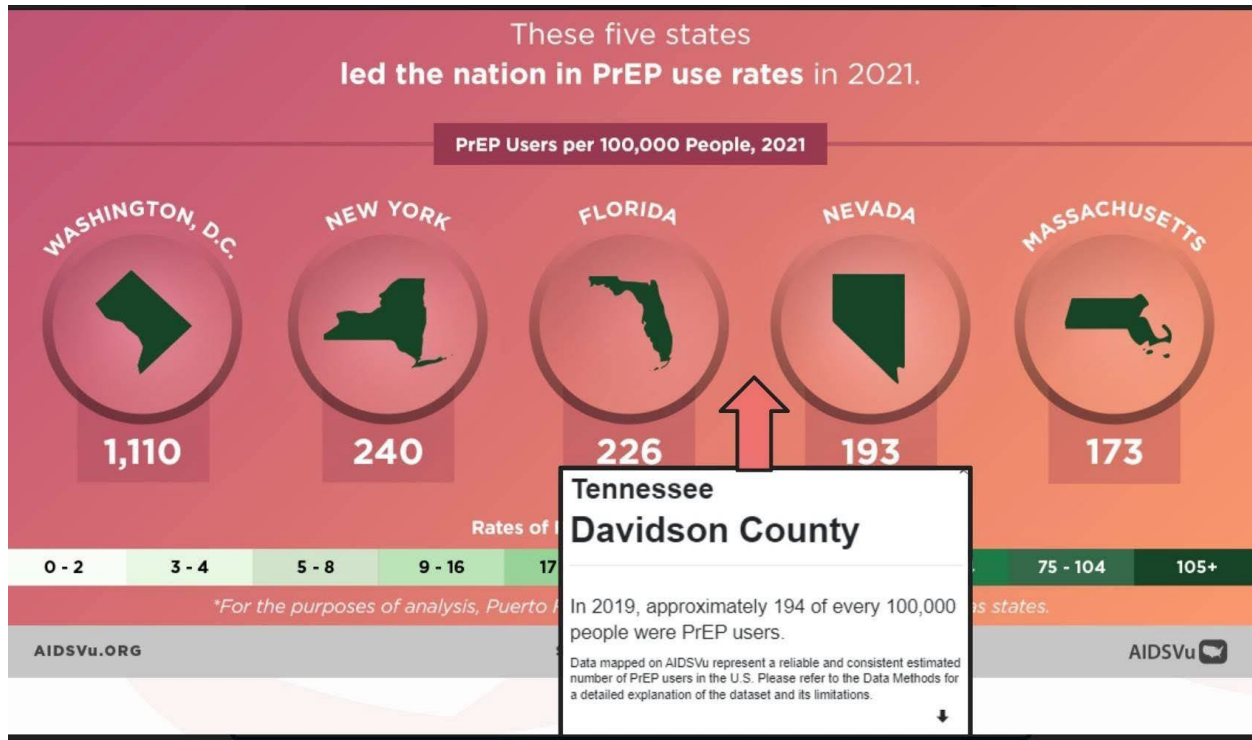 These five states
led the nation in PrEP use rates in 2021.
PrEP Users per 100,000 People, 2021
WASHINGTON, D.C.
NEW YORK
FLORIDA
NEVADA
MASSACHUSETTS
1,110
240
226
193
173
Tennessee
Davidson County
In 2019, approximately 194 of every 100,000
people were PrEP users.
Data mapped on AIDSVu represent a reliable and consistent estimated
number of PrEP users in the U.S. Please refer to the Data Methods for
a detailed explanation of the dataset and its limitations.
Rates of
0 - 2 3 - 4 5 - 8 9 - 16 17 75 - 104 105+
*For the purposes of analysis, Puerto as states.
AIDSVu.ORG
AIDSVu